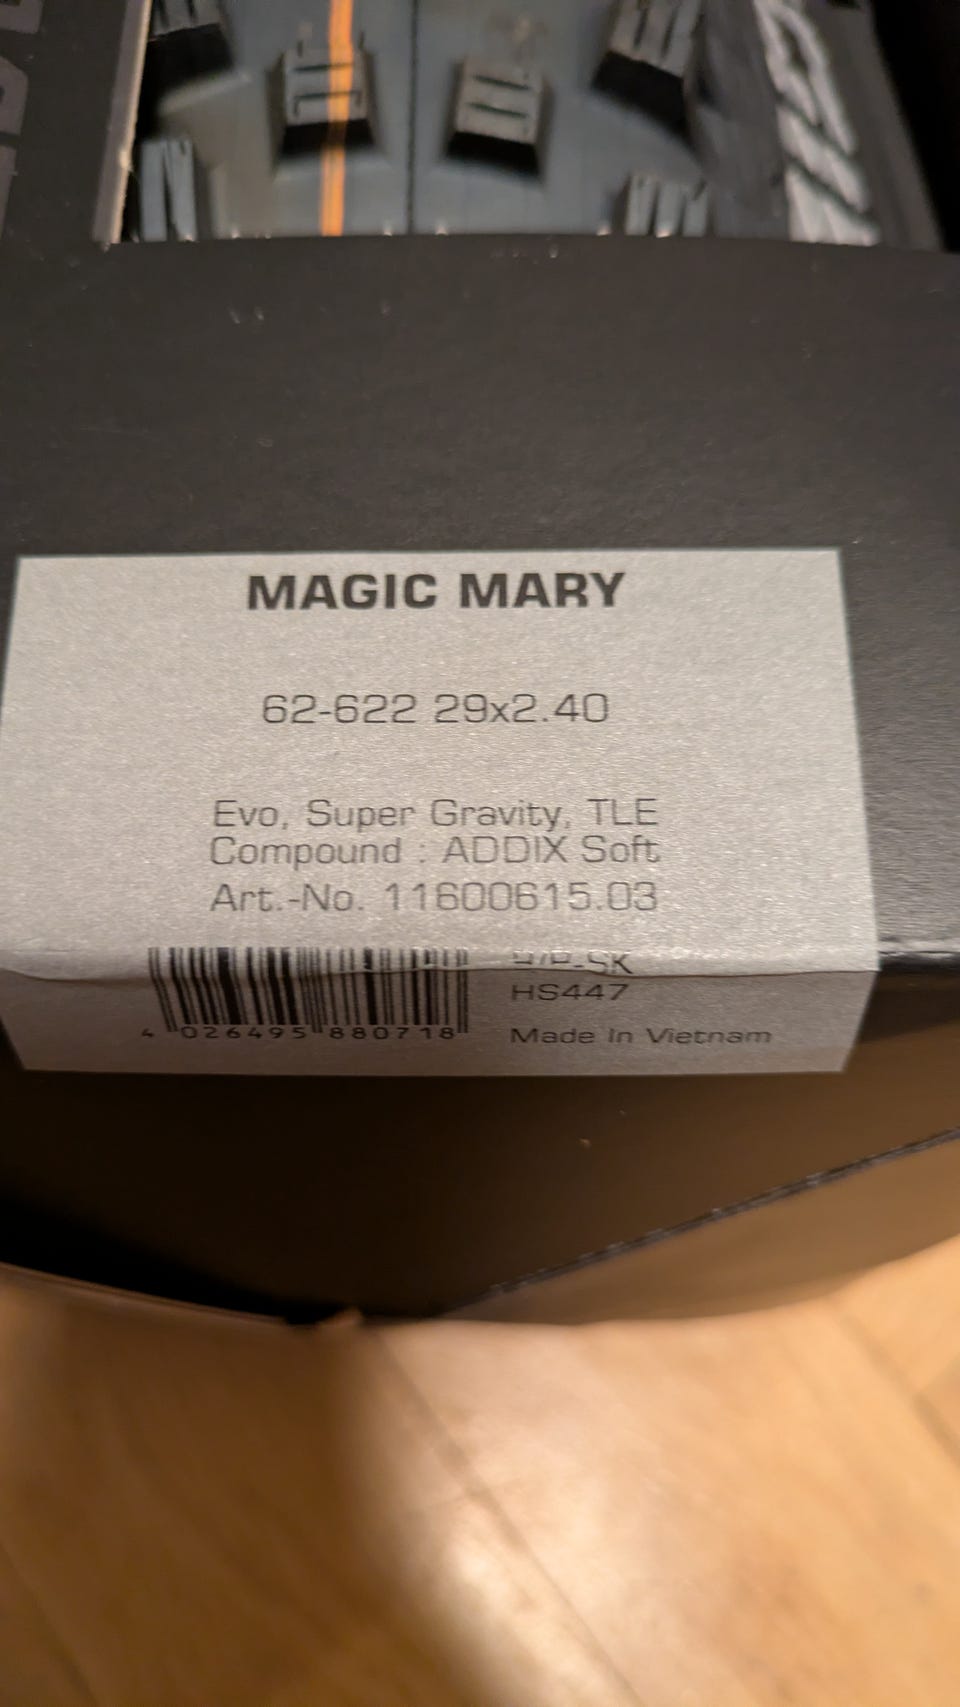 MAGIC MARY
62-622 29x2.40
Evo, Super Gravity, TLE
Compound : ADDIX Soft
Art.-No. 11600615.03
HS447
4 026495 880718
Made In Vietnam